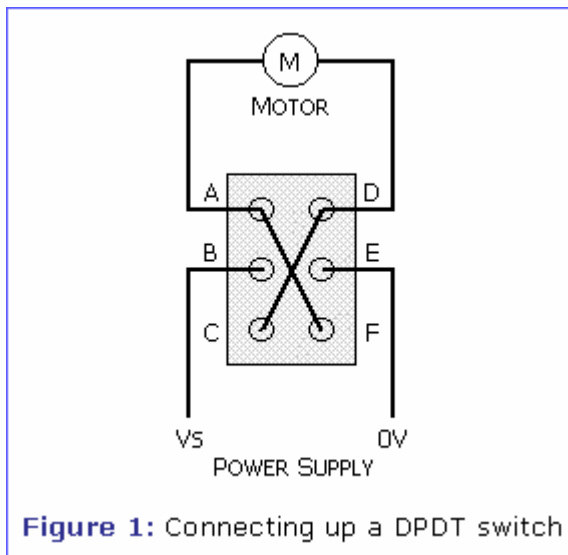 M
MOTOR
A D
B E
C F
VS 0V
POWER SUPPLY
Figure 1: Connecting up a DPDT switch